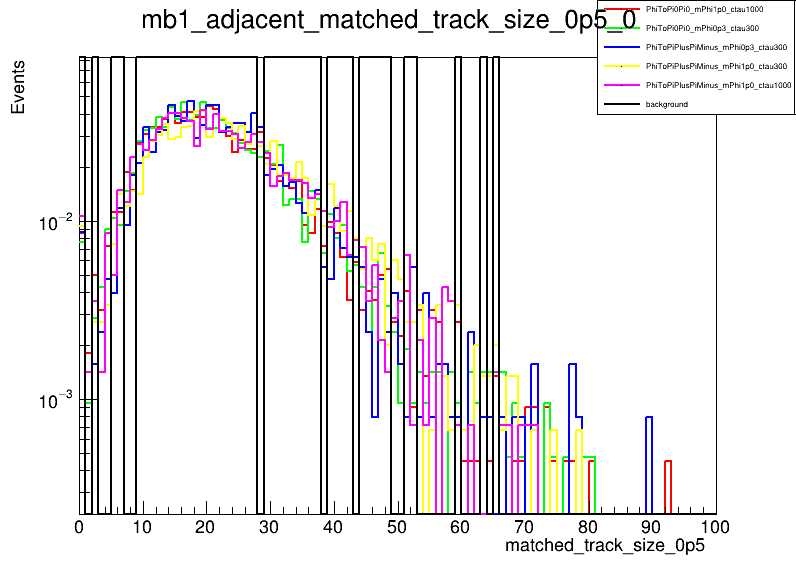 mb1_adjacent_matched_track_size_0p5_0
PhiToPi0Pi0_mPhi1p0_ctau1000
PhiToPi0Pi0_mPhi0p3_ctau300
PhiToPiPlusPiMinus_mPhi0p3_ctau300
PhiToPiPlusPiMinus_mPhi1p0_ctau300
PhiToPiPlusPiMinus_mPhi1p0_ctau1000
background
Events
10−2
10−3
0 10 20 30 40 50 60 70 80 90 100
matched_track_size_0p5